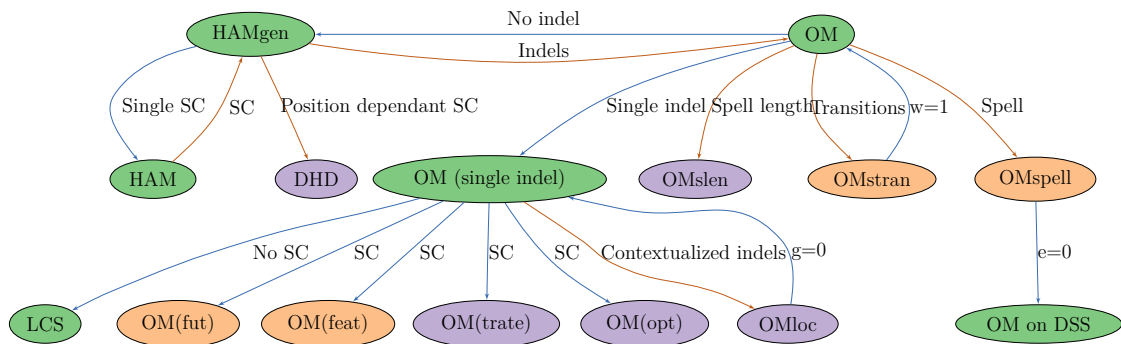 No indel
HAMgen
OM
Indels
Single SC
SC
Position dependant SC
Single indel
Spell length
Transitions
w=1
Spell
HAM
DHD
OM (single indel)
OMslen
OMstran
OMspell
No SC
SC
SC
SC
SC
Contextualized indels
g=0
e=0
LCS
OM(fut)
OM(feat)
OM(trate)
OM(opt)
OMloc
OM on DSS